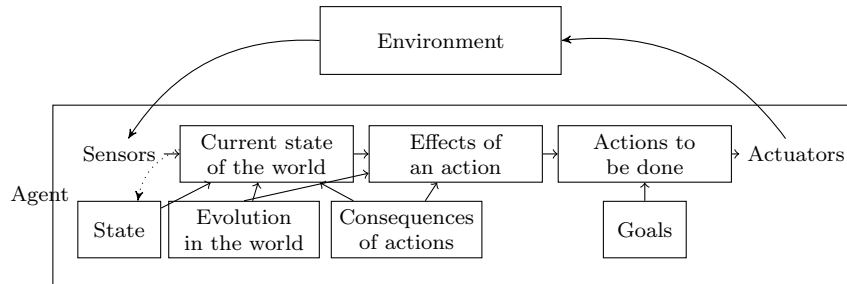 Environment
Sensors
Current state
of the world
Effects of
an action
Actions to
be done
Actuators
Agent
State
Evolution
in the world
Consequences
of actions
Goals